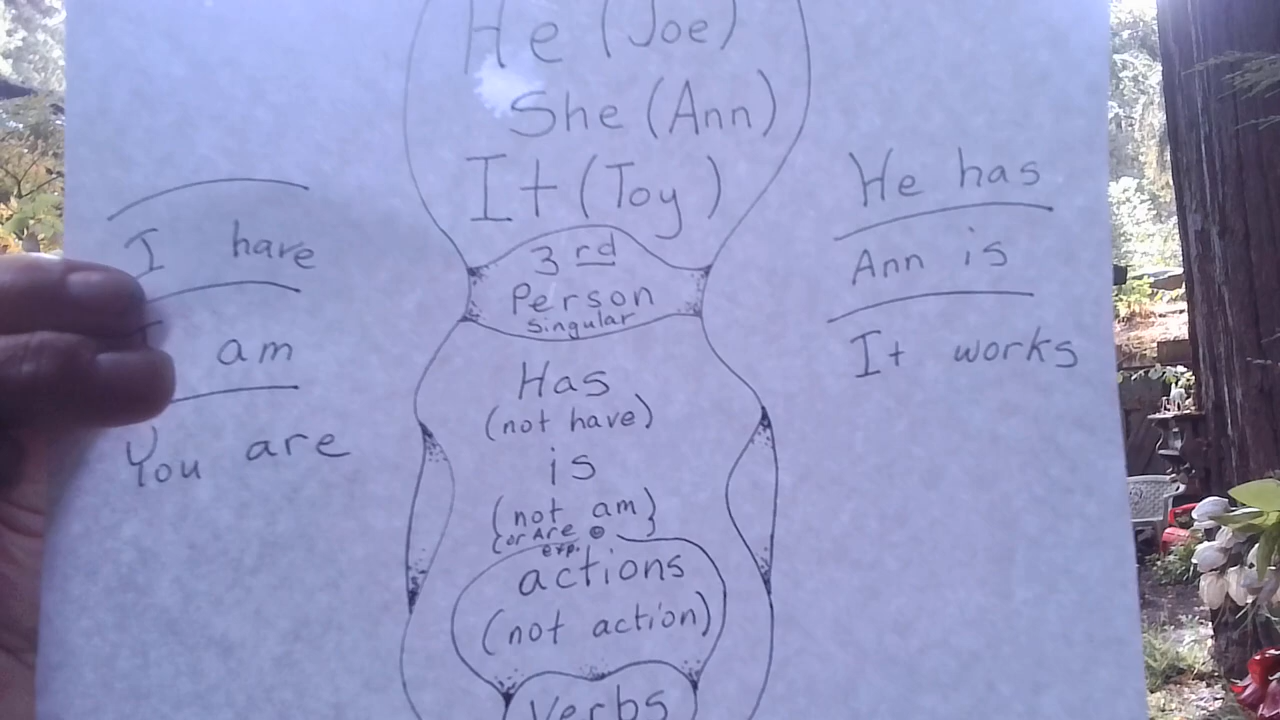 He (Joe)
She (Ann)
It (Toy)
3rd
Person
singular
Has
(not have)
is
(not am)
(or Are
exp.
actions
(not action)
Verbs
I have
am
You are
He has
Ann is
It works